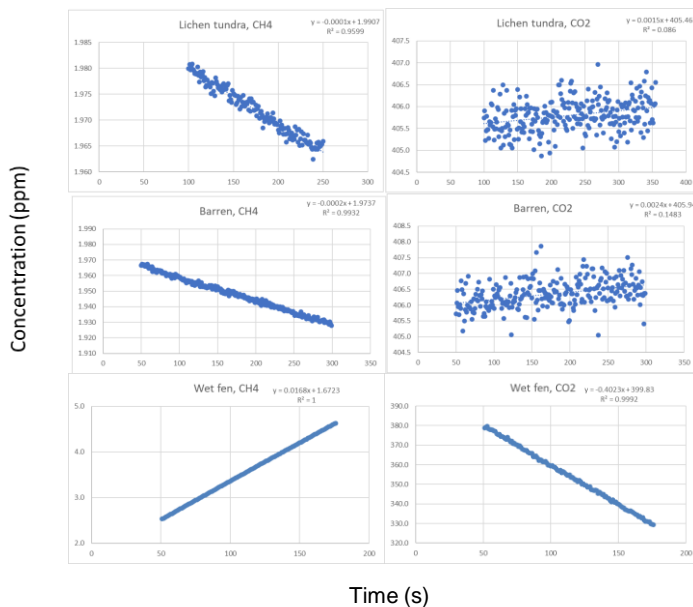 Lichen tundra, CH4
y = -0.0001x + 1.9907
R² = 0.9599
1.985
1.980
1.975
1.970
1.965
1.960
0 50 100 150 200 250 300
Lichen tundra, CO2
y = 0.0015x + 405.46
R² = 0.086
407.5
407.0
406.5
406.0
405.5
405.0
404.5
0 50 100 150 200 250 300 350 400
Barren, CH4
y = -0.0002x + 1.9737
R² = 0.9932
1.990
1.980
1.970
1.960
1.950
1.940
1.930
1.920
1.910
0 50 100 150 200 250 300 350
Barren, CO2
y = 0.0024x + 405.9
R² = 0.1483
408.5
408.0
407.5
407.0
406.5
406.0
405.5
405.0
404.5
0 50 100 150 200 250 300 350
Wet fen, CH4
y = 0.0168x + 1.6723
R² = 1
5.0
4.0
3.0
2.0
0 50 100 150 200
Wet fen, CO2
y = -0.4023x + 399.83
R² = 0.9992
390.0
380.0
370.0
360.0
350.0
340.0
330.0
320.0
0 50 100 150 200
Concentration (ppm)
Time (s)